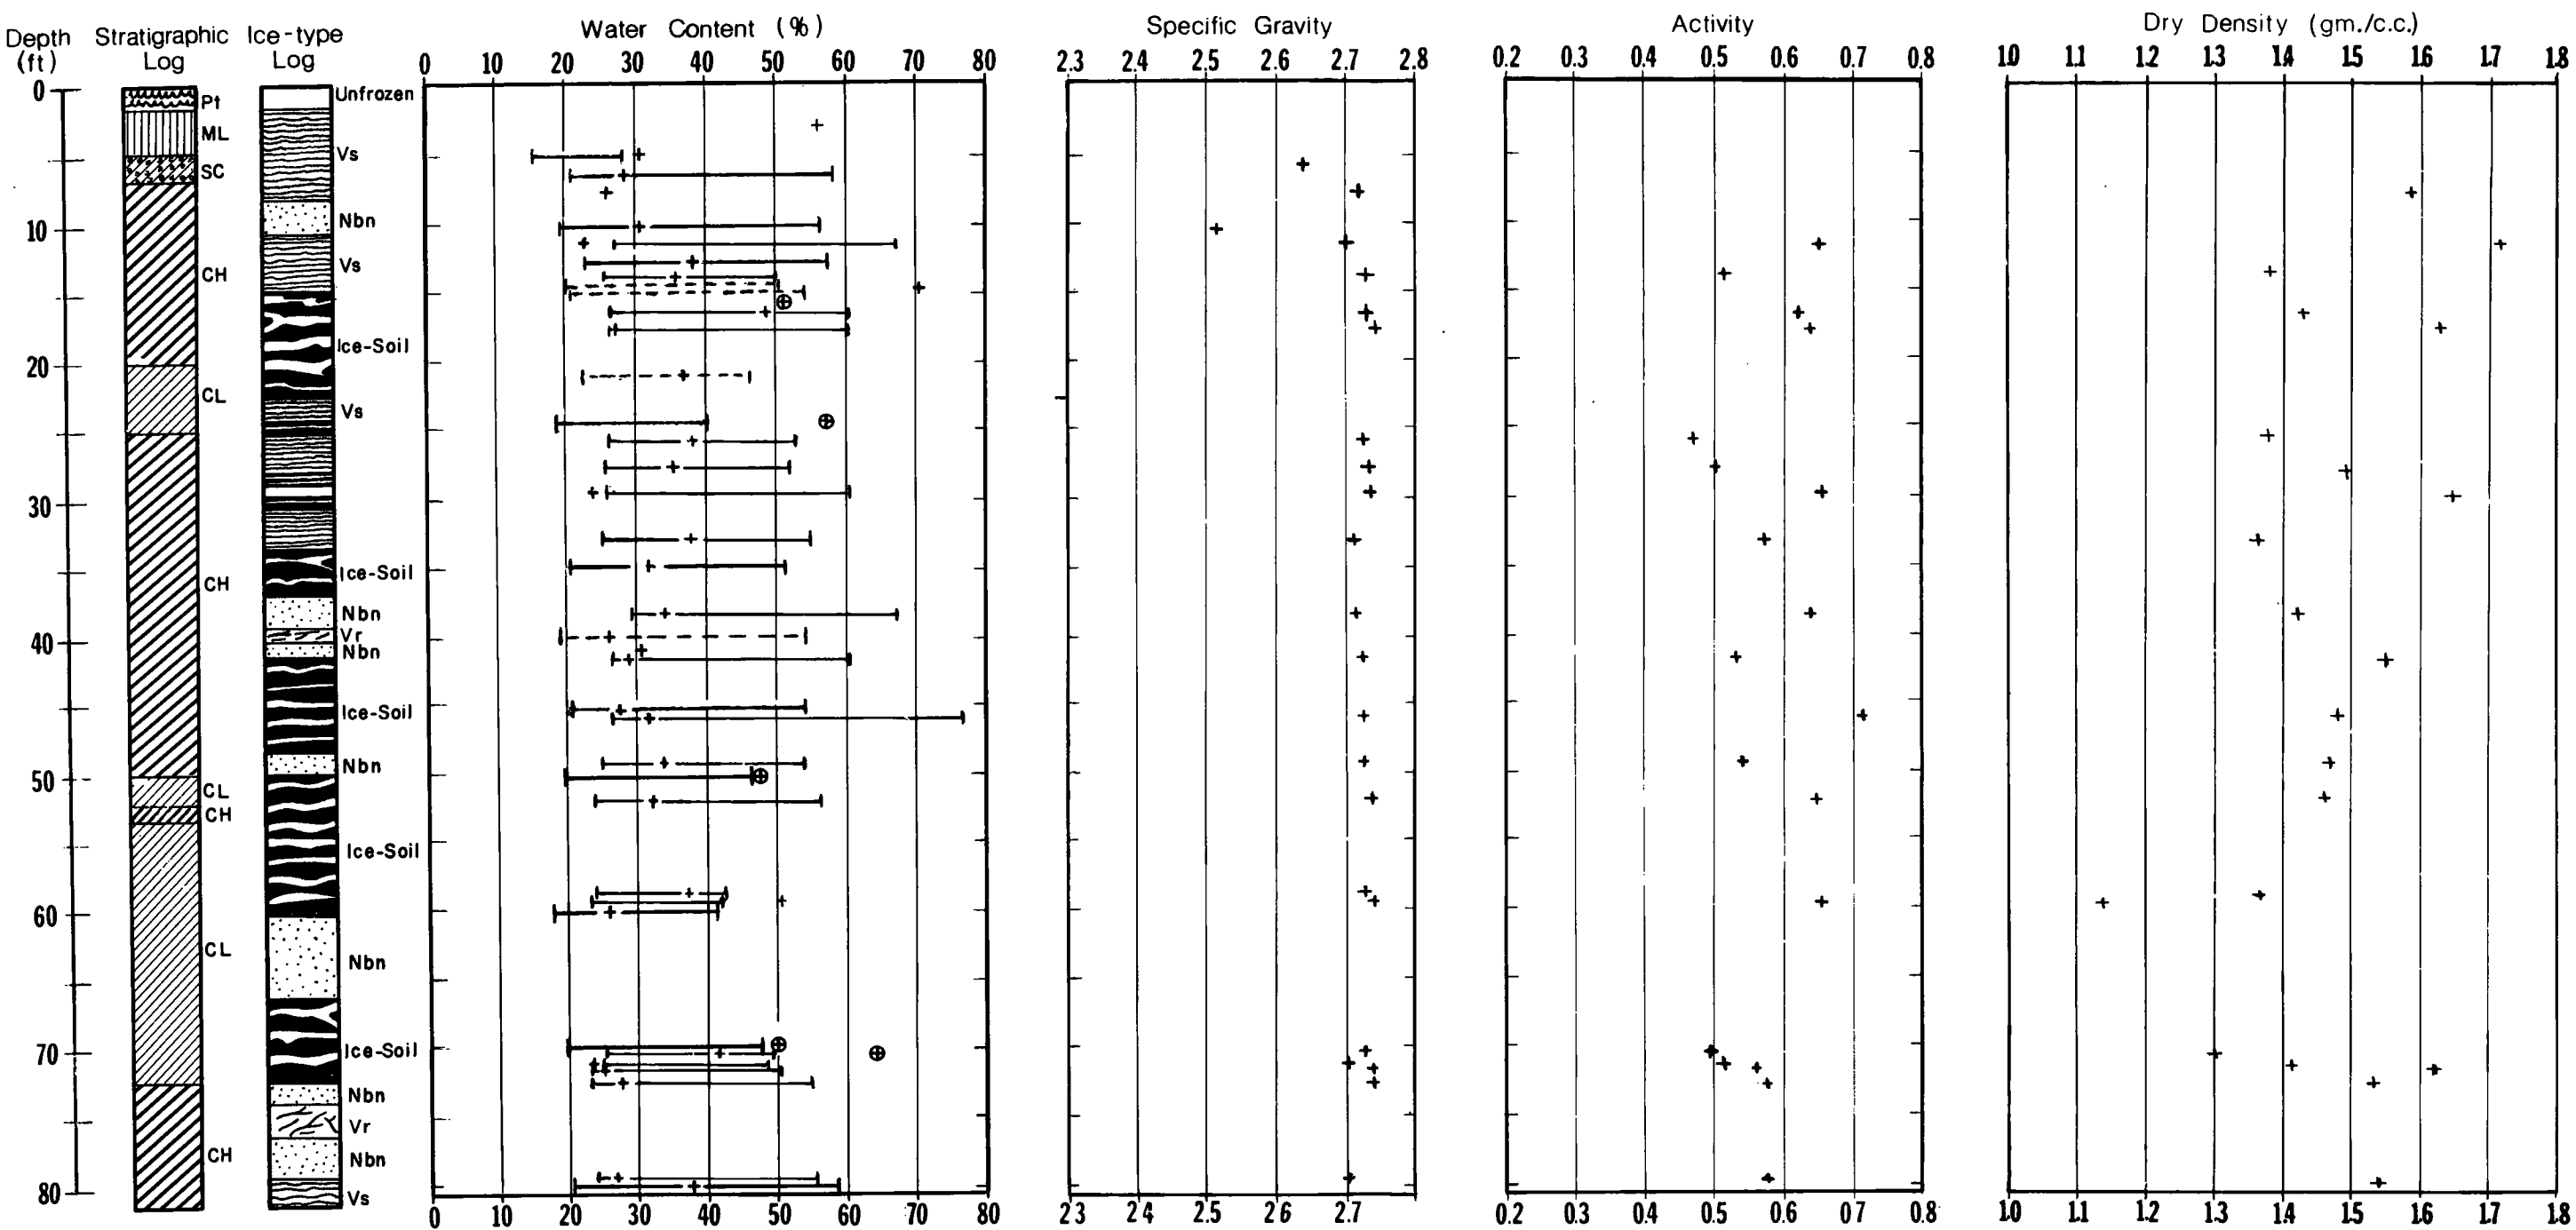 Depth (ft)
Stratigraphic Log
Ice-type Log
Water Content (%)
0 10 20 30 40 50 60 70 80
Specific Gravity
2.3 2.4 2.5 2.6 2.7 2.8
Activity
0.2 0.3 0.4 0.5 0.6 0.7 0.8
Dry Density (gm./c.c.)
1.0 1.1 1.2 1.3 1.4 1.5 1.6 1.7 1.8
0
10
20
30
40
50
60
70
80
Pt
ML
SC
CH
CL
CH
CL
CH
CL
CH
Unfrozen
Vs
Nbn
Vs
Ice-Soil
Vs
Ice-Soil
Nbn
Vr
Nbn
Ice-Soil
Nbn
Ice-Soil
Nbn
Ice-Soil
Nbn
Vr
Nbn
Vs
0 10 20 30 40 50 60 70 80
2.3 2.4 2.5 2.6 2.7
0.2 0.3 0.4 0.5 0.6 0.7 0.8
1.0 1.1 1.2 1.3 1.4 1.5 1.6 1.7 1.8